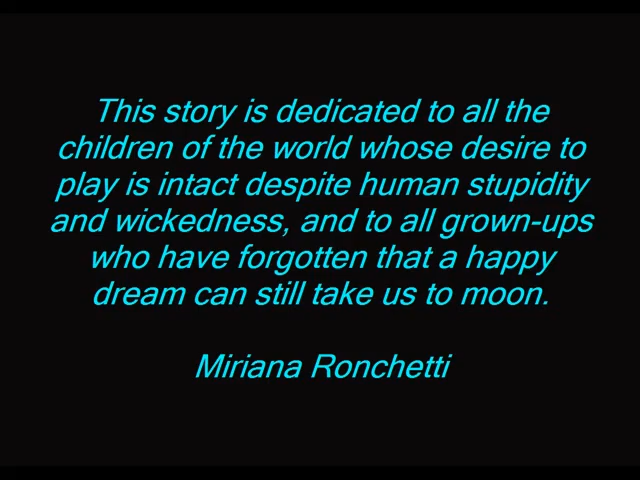 This story is dedicated to all the
children of the world whose desire to
play is intact despite human stupidity
and wickedness, and to all grown-ups
who have forgotten that a happy
dream can still take us to moon.
Miriana Ronchetti